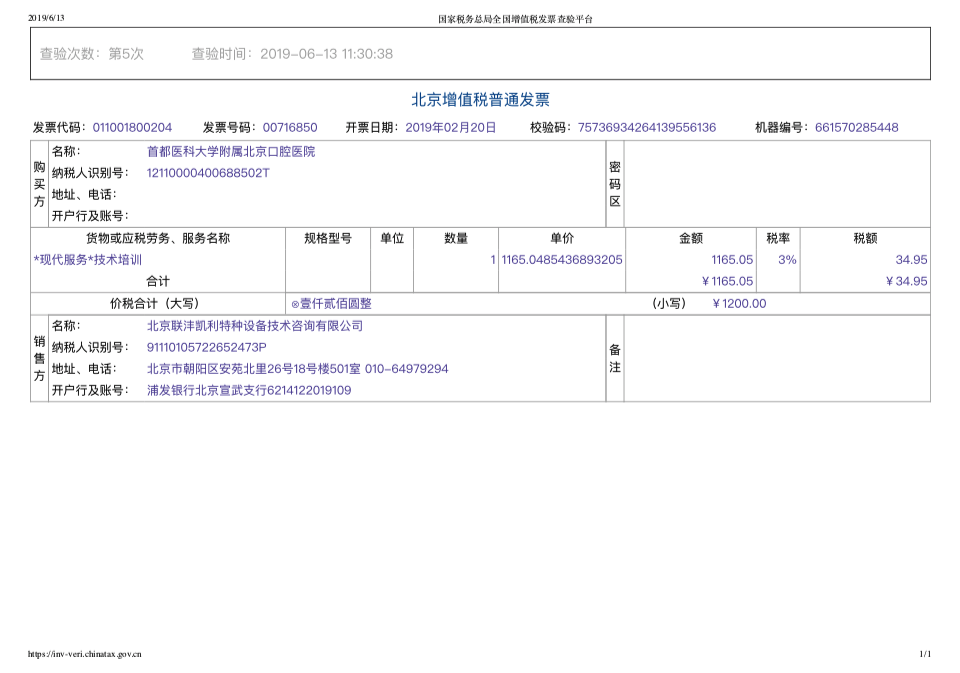 2019/6/13 国家税务总局全国增值税发票查验平台
查验次数：第5次 查验时间：2019-06-13 11:30:38
北京增值税普通发票
发票代码：011001800204 发票号码：00716850 开票日期：2019年02月20日 校验码：75736934264139556136 机器编号：661570285448
购买方
名称： 首都医科大学附属北京口腔医院
纳税人识别号： 12110000400688502T
地址、电话：
开户行及账号：
密码区
货物或应税劳务、服务名称 规格型号 单位 数量 单价 金额 税率 税额
*现代服务*技术培训 1 1165.0485436893205 1165.05 3% 34.95
合计 ￥1165.05 ￥34.95
价税合计（大写） ⊗壹仟贰佰圆整 （小写） ￥1200.00
销售方
名称： 北京联沣凯利特种设备技术咨询有限公司
纳税人识别号： 91110105722652473P
地址、电话： 北京市朝阳区安苑北里26号18号楼501室 010-64979294
开户行及账号： 浦发银行北京宣武支行6214122019109
备注
https://inv-veri.chinatax.gov.cn 1/1